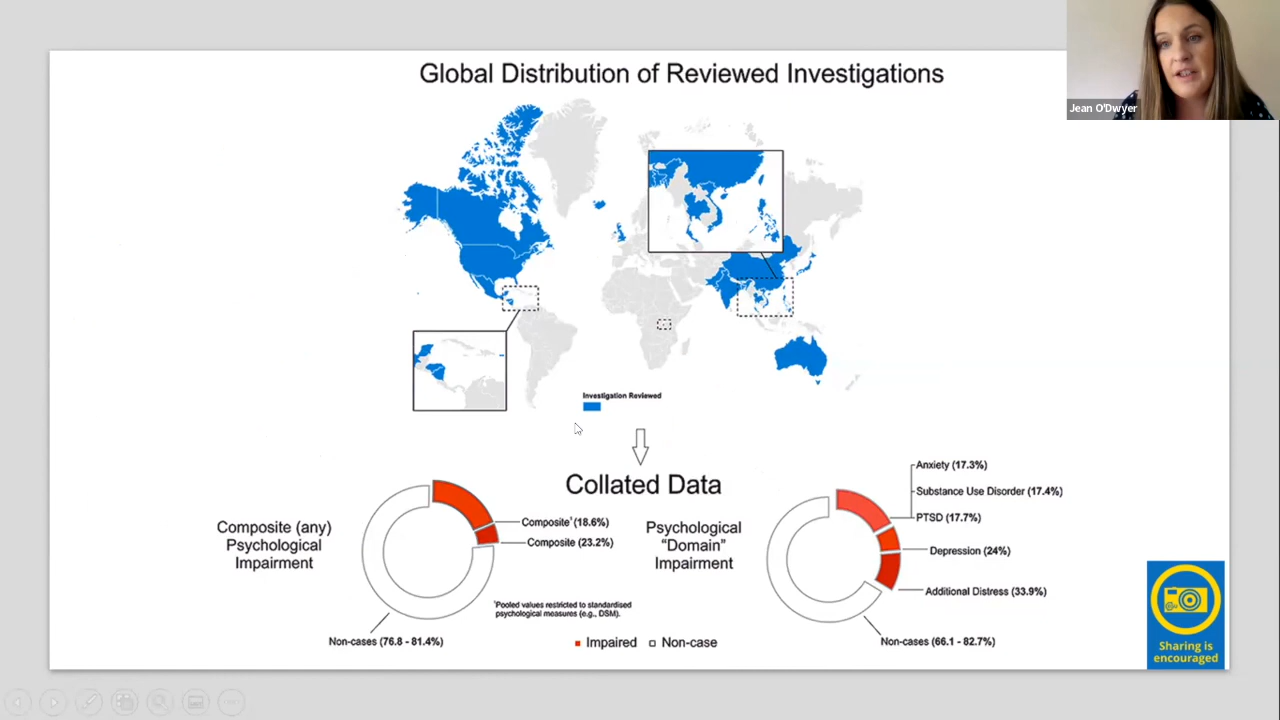 Global Distribution of Reviewed Investigations
Jean O'Dwyer
Investigation Reviewed
Collated Data
Composite (any)
Psychological
Impairment
Composite¹ (18.6%)
Composite (23.2%)
Non-cases (76.8 - 81.4%)
¹Pooled values restricted to standardised
psychological measures (e.g., DSM).
Psychological
“Domain”
Impairment
Anxiety (17.3%)
Substance Use Disorder (17.4%)
PTSD (17.7%)
Depression (24%)
Additional Distress (33.9%)
Non-cases (66.1 - 82.7%)
Impaired
Non-case
Sharing is
encouraged